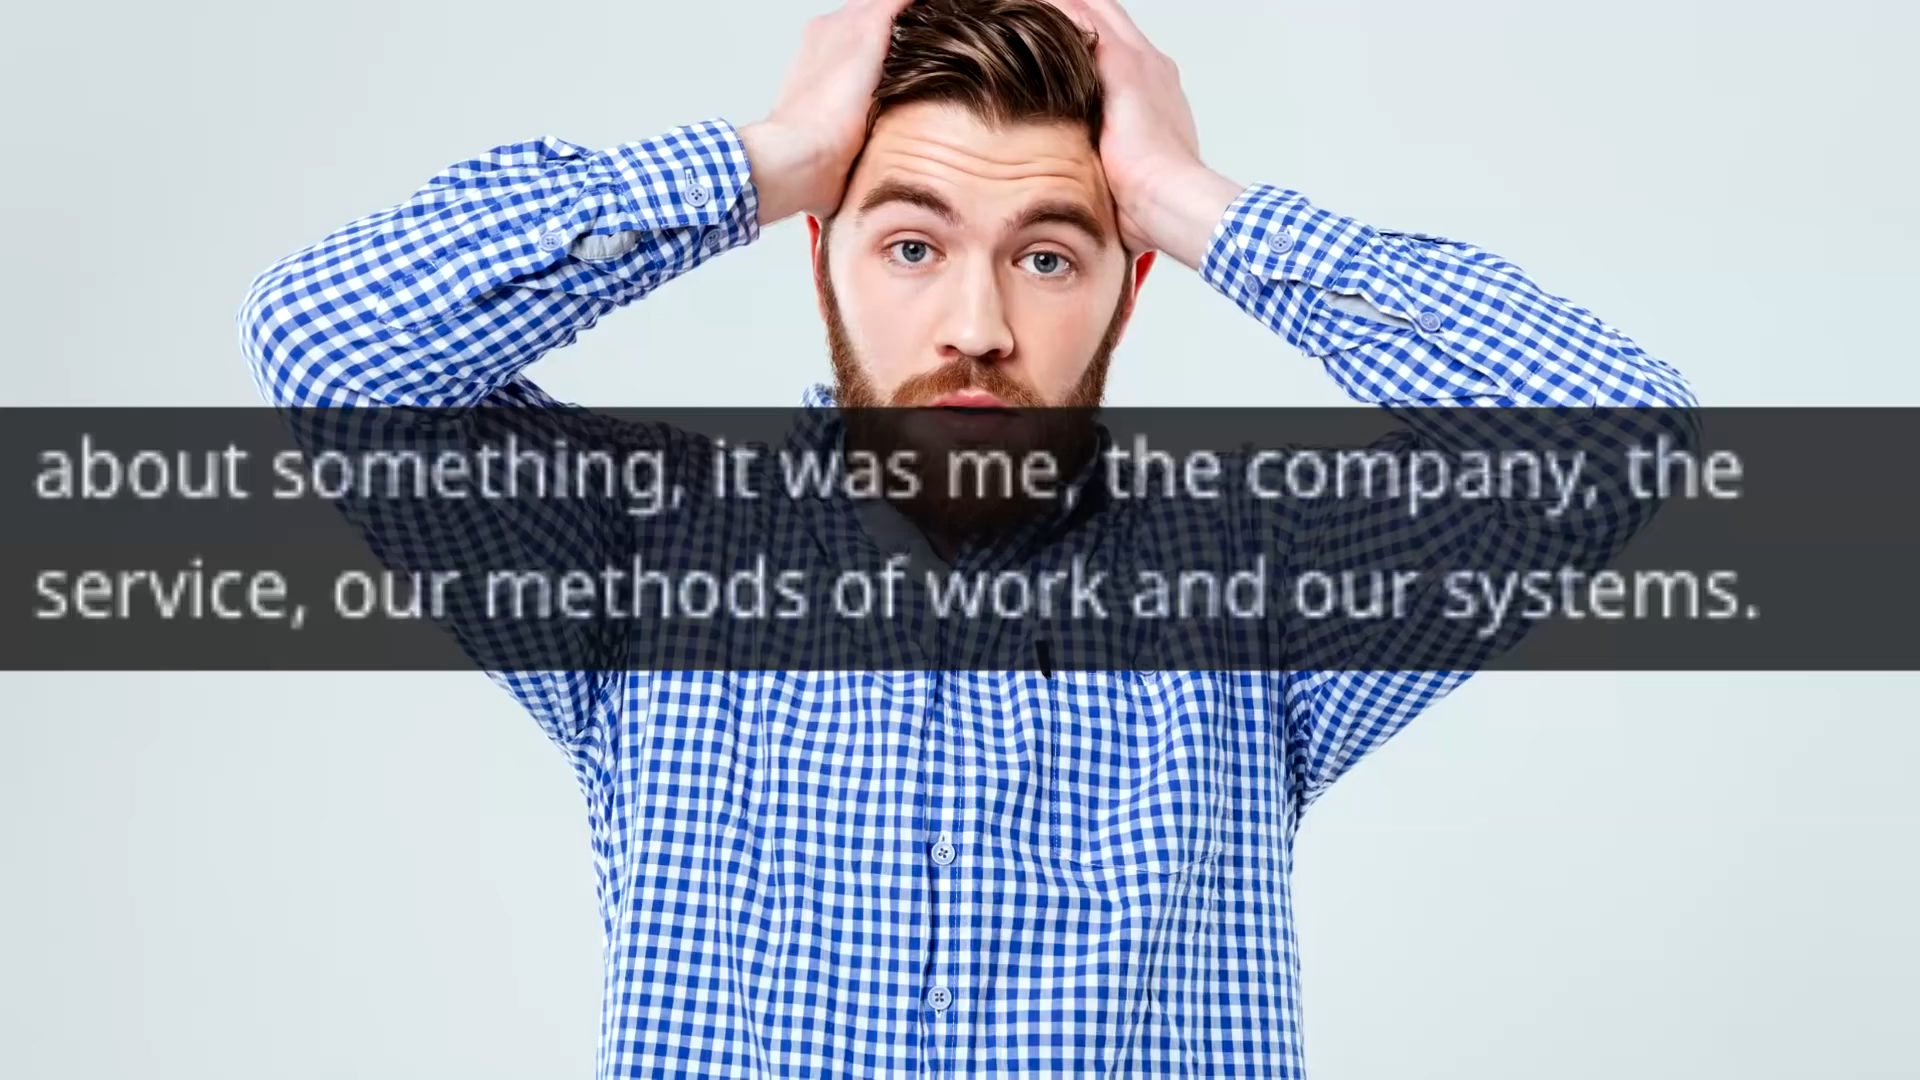 about something, it was me, the company, the
service, our methods of work and our systems.